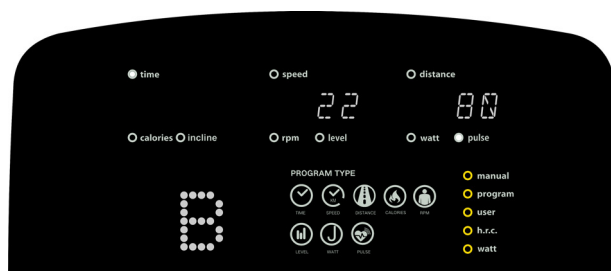 time speed distance
22 80
calories incline rpm level watt pulse
PROGRAM TYPE
manual
KM
program
TIME SPEED DISTANCE CALORIES RPM
user
B
h.r.c.
LEVEL WATT PULSE
watt